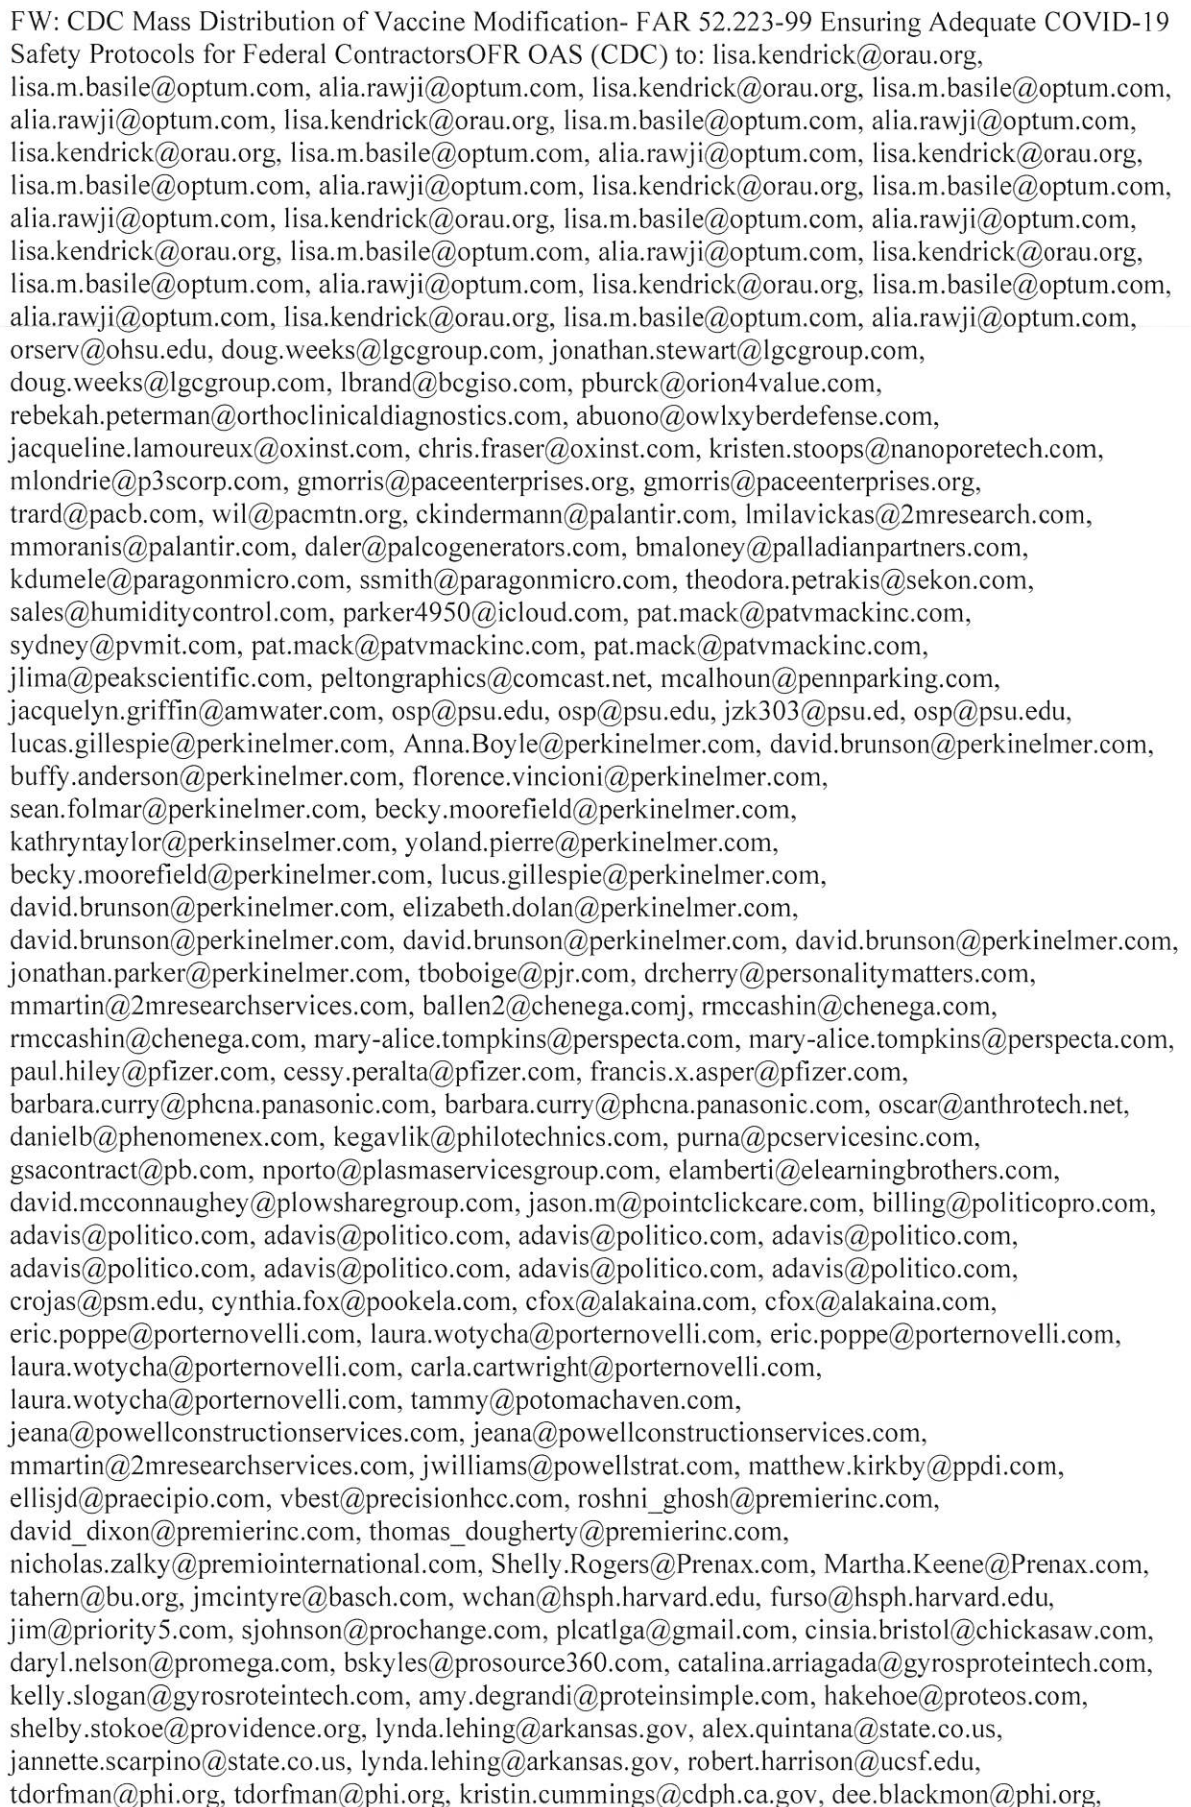 FW: CDC Mass Distribution of Vaccine Modification- FAR 52.223-99 Ensuring Adequate COVID-19
Safety Protocols for Federal ContractorsOFR OAS (CDC) to: lisa.kendrick@orau.org,
lisa.m.basile@optum.com, alia.rawji@optum.com, lisa.kendrick@orau.org, lisa.m.basile@optum.com,
alia.rawji@optum.com, lisa.kendrick@orau.org, lisa.m.basile@optum.com, alia.rawji@optum.com,
lisa.kendrick@orau.org, lisa.m.basile@optum.com, alia.rawji@optum.com, lisa.kendrick@orau.org,
lisa.m.basile@optum.com, alia.rawji@optum.com, lisa.kendrick@orau.org, lisa.m.basile@optum.com,
alia.rawji@optum.com, lisa.kendrick@orau.org, lisa.m.basile@optum.com, alia.rawji@optum.com,
lisa.kendrick@orau.org, lisa.m.basile@optum.com, alia.rawji@optum.com, lisa.kendrick@orau.org,
lisa.m.basile@optum.com, alia.rawji@optum.com, lisa.kendrick@orau.org, lisa.m.basile@optum.com,
alia.rawji@optum.com, lisa.kendrick@orau.org, lisa.m.basile@optum.com, alia.rawji@optum.com,
orserv@ohsu.edu, doug.weeks@lgcgroup.com, jonathan.stewart@lgcgroup.com,
doug.weeks@lgcgroup.com, lbrand@bcgiso.com, pburck@orion4value.com,
rebekah.peterman@orthoclinicaldiagnostics.com, abuono@owlxyberdefense.com,
jacqueline.lamoureux@oxinst.com, chris.fraser@oxinst.com, kristen.stoops@nanoporetech.com,
mlondrie@p3scorp.com, gmorris@paceenterprises.org, gmorris@paceenterprises.org,
trard@pacb.com, wil@pacmtn.org, ckindermann@palantir.com, lmilavickas@2mresearch.com,
mmoranis@palantir.com, daler@palcogenerators.com, bmaloney@palladianpartners.com,
kdumele@paragonmicro.com, ssmith@paragonmicro.com, theodora.petrakis@sekon.com,
sales@humiditycontrol.com, parker4950@icloud.com, pat.mack@patvmackinc.com,
sydney@pvmit.com, pat.mack@patvmackinc.com, pat.mack@patvmackinc.com,
jlima@peakscientific.com, peltongraphics@comcast.net, mcalhoun@pennparking.com,
jacquelyn.griffin@amwater.com, osp@psu.edu, osp@psu.edu, jzk303@psu.ed, osp@psu.edu,
lucas.gillespie@perkinelmer.com, Anna.Boyle@perkinelmer.com, david.brunson@perkinelmer.com,
buffy.anderson@perkinelmer.com, florence.vincioni@perkinelmer.com,
sean.folmar@perkinelmer.com, becky.moorefield@perkinelmer.com,
kathryntaylor@perkinselmer.com, yoland.pierre@perkinelmer.com,
becky.moorefield@perkinelmer.com, lucus.gillespie@perkinelmer.com,
david.brunson@perkinelmer.com, elizabeth.dolan@perkinelmer.com,
david.brunson@perkinelmer.com, david.brunson@perkinelmer.com, david.brunson@perkinelmer.com,
jonathan.parker@perkinelmer.com, tboboige@pjr.com, drcherry@personalitymatters.com,
mmartin@2mresearchservices.com, ballen2@chenega.comj, rmccashin@chenega.com,
rmccashin@chenega.com, mary-alice.tompkins@perspecta.com, mary-alice.tompkins@perspecta.com,
paul.hiley@pfizer.com, cessy.peralta@pfizer.com, francis.x.asper@pfizer.com,
barbara.curry@phcna.panasonic.com, barbara.curry@phcna.panasonic.com, oscar@anthrotech.net,
danielb@phenomenex.com, kegavlik@philotechnics.com, purna@pcservicesinc.com,
gsacontract@pb.com, nporto@plasmaservicesgroup.com, elamberti@elearningbrothers.com,
david.mcconnaughey@plowsharegroup.com, jason.m@pointclickcare.com, billing@politicopro.com,
adavis@politico.com, adavis@politico.com, adavis@politico.com, adavis@politico.com,
adavis@politico.com, adavis@politico.com, adavis@politico.com, adavis@politico.com,
crojas@psm.edu, cynthia.fox@pookela.com, cfox@alakaina.com, cfox@alakaina.com,
eric.poppe@porternovelli.com, laura.wotycha@porternovelli.com, eric.poppe@porternovelli.com,
laura.wotycha@porternovelli.com, carla.cartwright@porternovelli.com,
laura.wotycha@porternovelli.com, tammy@potomachaven.com,
jeana@powellconstructionservices.com, jeana@powellconstructionservices.com,
mmartin@2mresearchservices.com, jwilliams@powellstrat.com, matthew.kirkby@ppdi.com,
ellisjd@praecipio.com, vbest@precisionhcc.com, roshni_ghosh@premierinc.com,
david_dixon@premierinc.com, thomas_dougherty@premierinc.com,
nicholas.zalky@premiointernational.com, Shelly.Rogers@Prenax.com, Martha.Keene@Prenax.com,
tahern@bu.org, jmcintyre@basch.com, wchan@hsph.harvard.edu, furso@hsph.harvard.edu,
jim@priority5.com, sjohnson@prochange.com, plcatlga@gmail.com, cinsia.bristol@chickasaw.com,
daryl.nelson@promega.com, bskyles@prosource360.com, catalina.arriagada@gyrosproteintech.com,
kelly.slogan@gyrosroteintech.com, amy.degrandi@proteinsimple.com, hakehoe@proteos.com,
shelby.stokoe@providence.org, lynda.lehing@arkansas.gov, alex.quintana@state.co.us,
jannette.scarpino@state.co.us, lynda.lehing@arkansas.gov, robert.harrison@ucsf.edu,
tdorfman@phi.org, tdorfman@phi.org, kristin.cummings@cdph.ca.gov, dee.blackmon@phi.org,